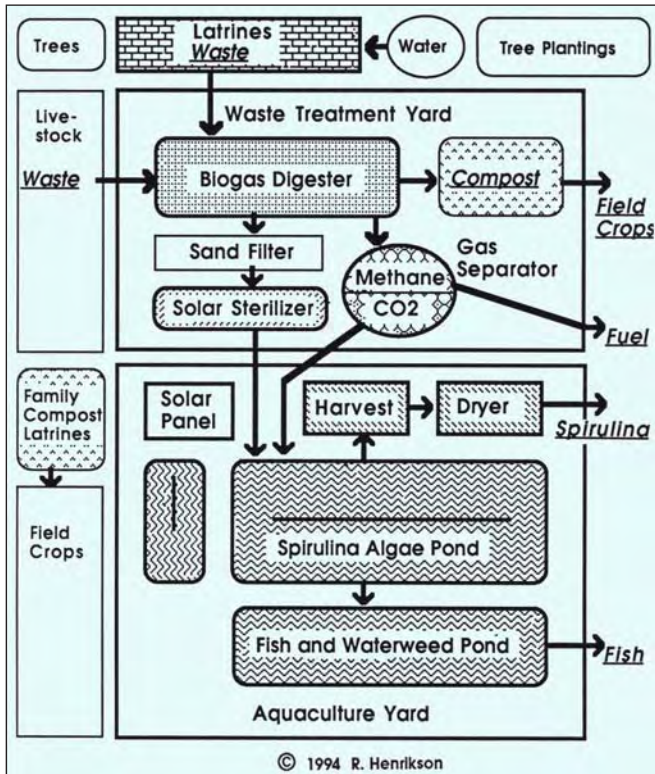 Trees
Latrines
Waste
Water
Tree Plantings
Live-
stock
Waste
Waste Treatment Yard
Biogas Digester
Compost
Field
Crops
Sand Filter
Solar Sterilizer
Methane
CO2
Gas
Separator
Fuel
Family
Compost
Latrines
Field
Crops
Solar
Panel
Harvest
Dryer
Spirulina
Spirulina Algae Pond
Fish and Waterweed Pond
Fish
Aquaculture Yard
© 1994 R. Henrikson